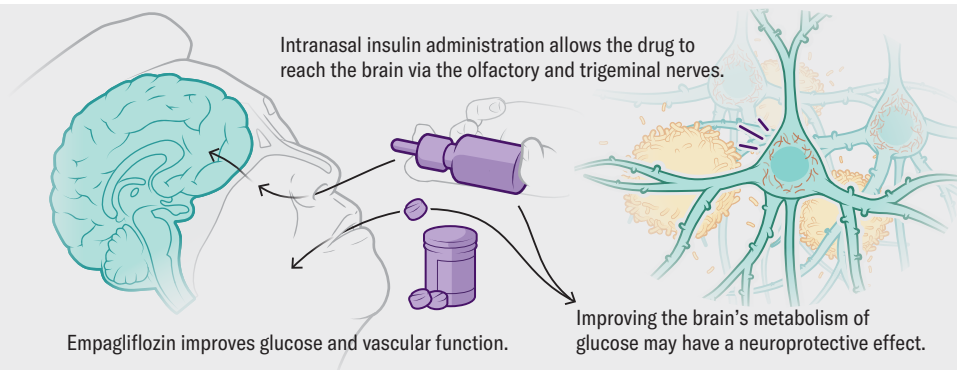 Intranasal insulin administration allows the drug to
reach the brain via the olfactory and trigeminal nerves.
Empagliflozin improves glucose and vascular function.
Improving the brain’s metabolism of
glucose may have a neuroprotective effect.